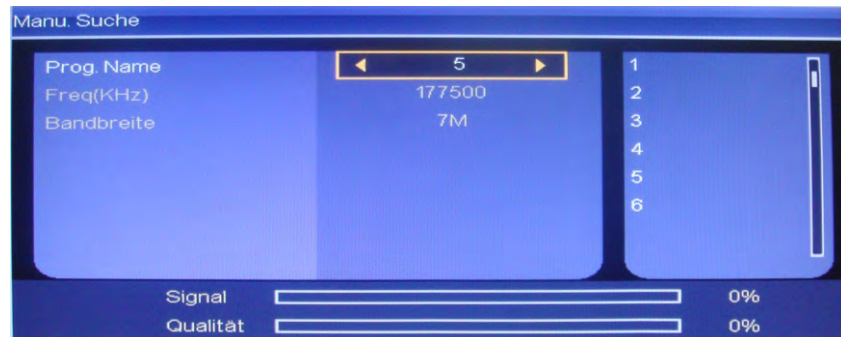 Manu. Suche
Prog. Name 5
Freq(KHz) 177500
Bandbreite 7M
1
2
3
4
5
6
Signal 0%
Qualität 0%